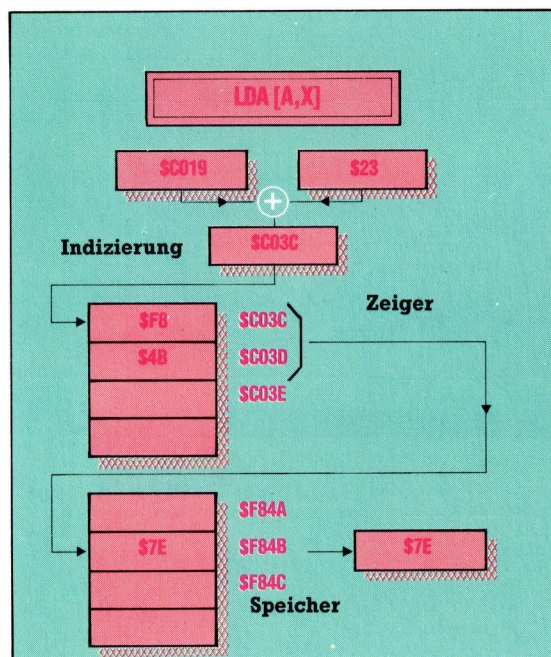 LDA [A,X]
$C019 $23
+
Indizierung $C03C
Zeiger
$F8 $C03C
$4B $C03D
$C03E
$F84A
$7E $F84B $7E
$F84C
Speicher